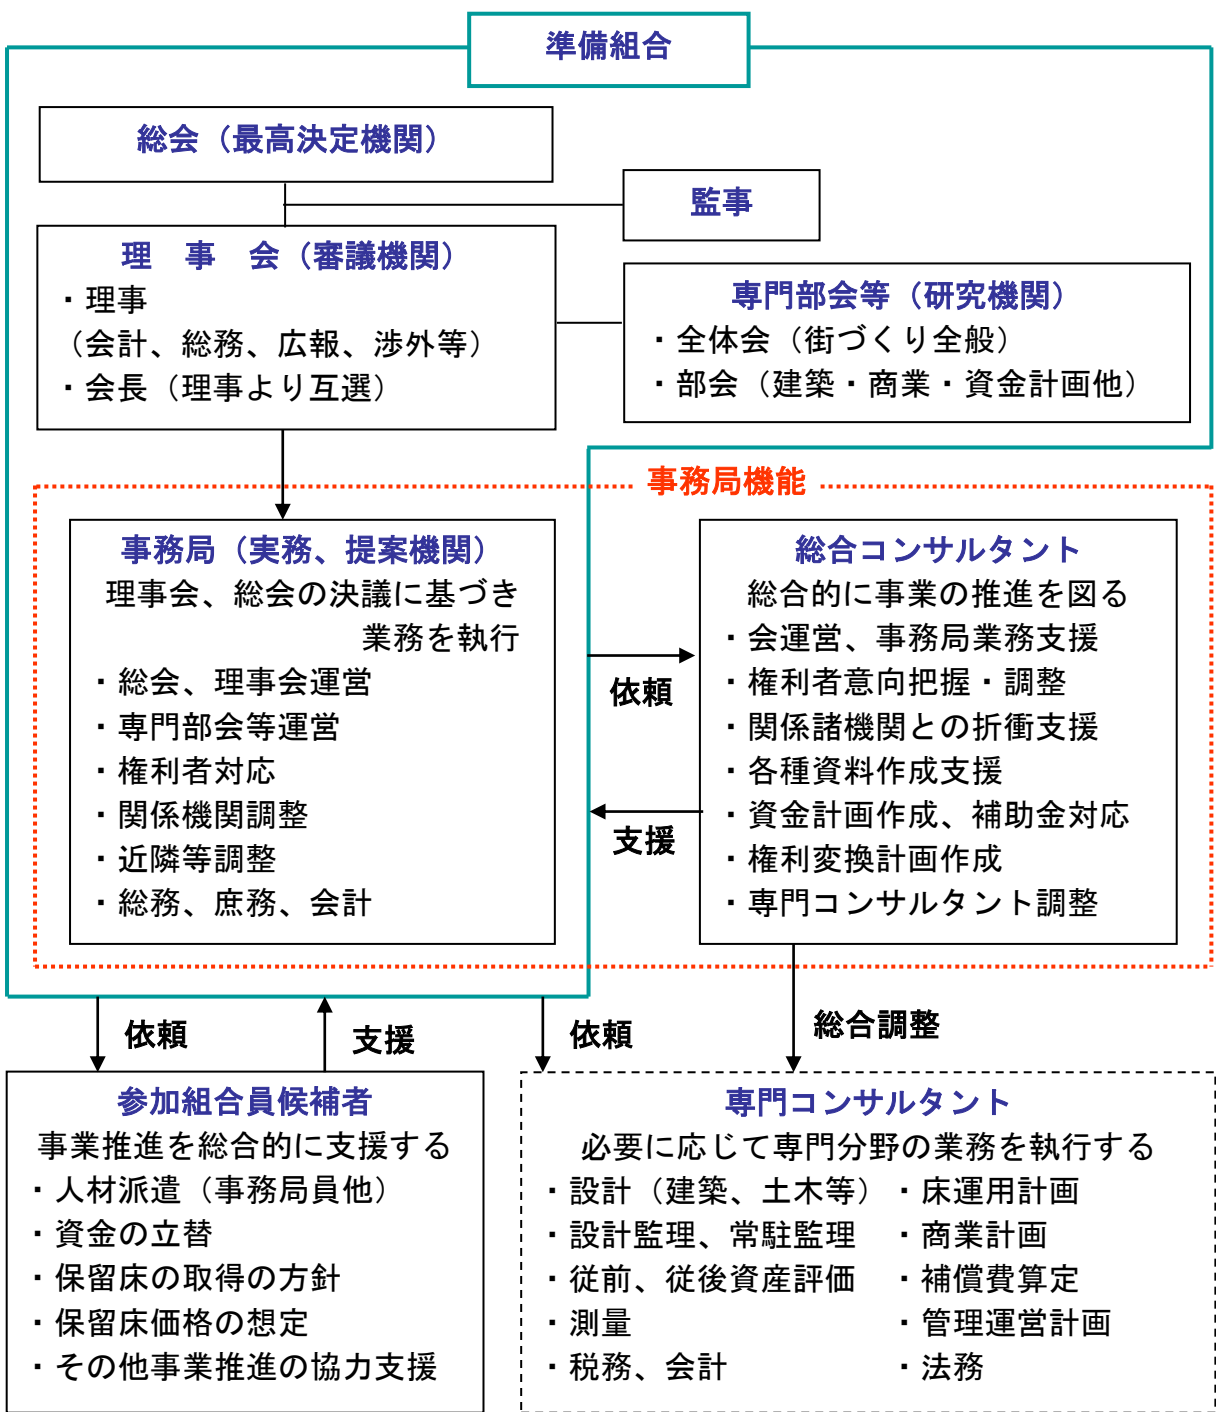 準備組合
総会（最高決定機関）
監事
理　事　会（審議機関）
・理事
（会計、総務、広報、渉外等）
・会長（理事より互選）
専門部会等（研究機関）
・全体会（街づくり全般）
・部会（建築・商業・資金計画他）
事務局機能
事務局（実務、提案機関）
理事会、総会の決議に基づき
業務を執行
・総会、理事会運営
・専門部会等運営
・権利者対応
・関係機関調整
・近隣等調整
・総務、庶務、会計
依頼
支援
総合コンサルタント
総合的に事業の推進を図る
・会運営、事務局業務支援
・権利者意向把握・調整
・関係諸機関との折衝支援
・各種資料作成支援
・資金計画作成、補助金対応
・権利変換計画作成
・専門コンサルタント調整
依頼
支援
依頼
総合調整
参加組合員候補者
事業推進を総合的に支援する
・人材派遣（事務局員他）
・資金の立替
・保留床の取得の方針
・保留床価格の想定
・その他事業推進の協力支援
専門コンサルタント
必要に応じて専門分野の業務を執行する
・設計（建築、土木等）
・設計監理、常駐監理
・従前、従後資産評価
・測量
・税務、会計
・床運用計画
・商業計画
・補償費算定
・管理運営計画
・法務